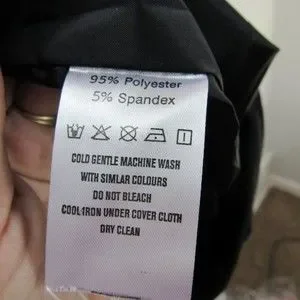 95% Polyester
5% Spandex
COLD GENTLE MACHINE WASH
WITH SIMILAR COLOURS
DO NOT BLEACH
COOL IRON UNDER COVER CLOTH
DRY CLEAN